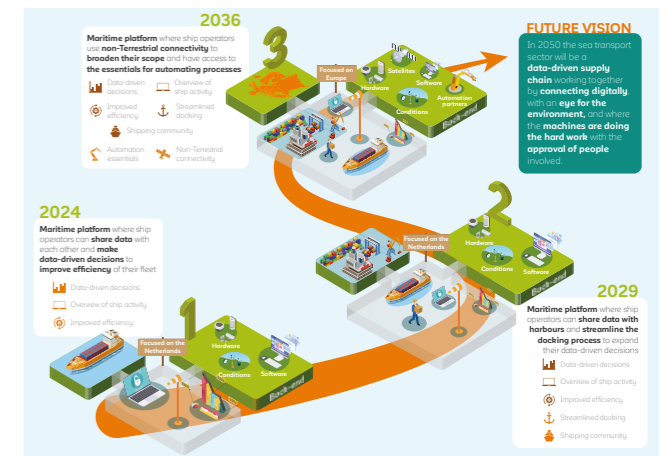 2036
Maritime platform where ship operators
use non-Terrestrial connectivity to
broaden their scope and have access to
the essentials for automating processes
Data-driven
decisions
Overview of
ship activity
Improved
efficiency
Streamlined
docking
Shipping community
Automation
essentials
Non-Terrestrial
connectivity
3
Focused on
Europe
Satellites
Hardware
Software
Automation
partners
Conditions
Back-end
FUTURE VISION
In 2050 the sea transport
sector will be a
data-driven supply
chain working together
by connecting digitally,
with an eye for the
environment, and where
the machines are doing
the hard work with the
approval of people
involved.
2024
Maritime platform where ship
operators can share data with
each other and make
data-driven decisions to
improve efficiency of their fleet
Data-driven decisions
Overview of ship activity
Improved efficiency
1
Focused on the
Netherlands
Hardware
Conditions
Software
Back-end
2
Focused on the
Netherlands
Hardware
Conditions
Software
Back-end
2029
Maritime platform where ship
operators can share data with
harbours and streamline the
docking process to expand
their data-driven decisions
Data-driven decisions
Overview of ship activity
Improved efficiency
Streamlined docking
Shipping community